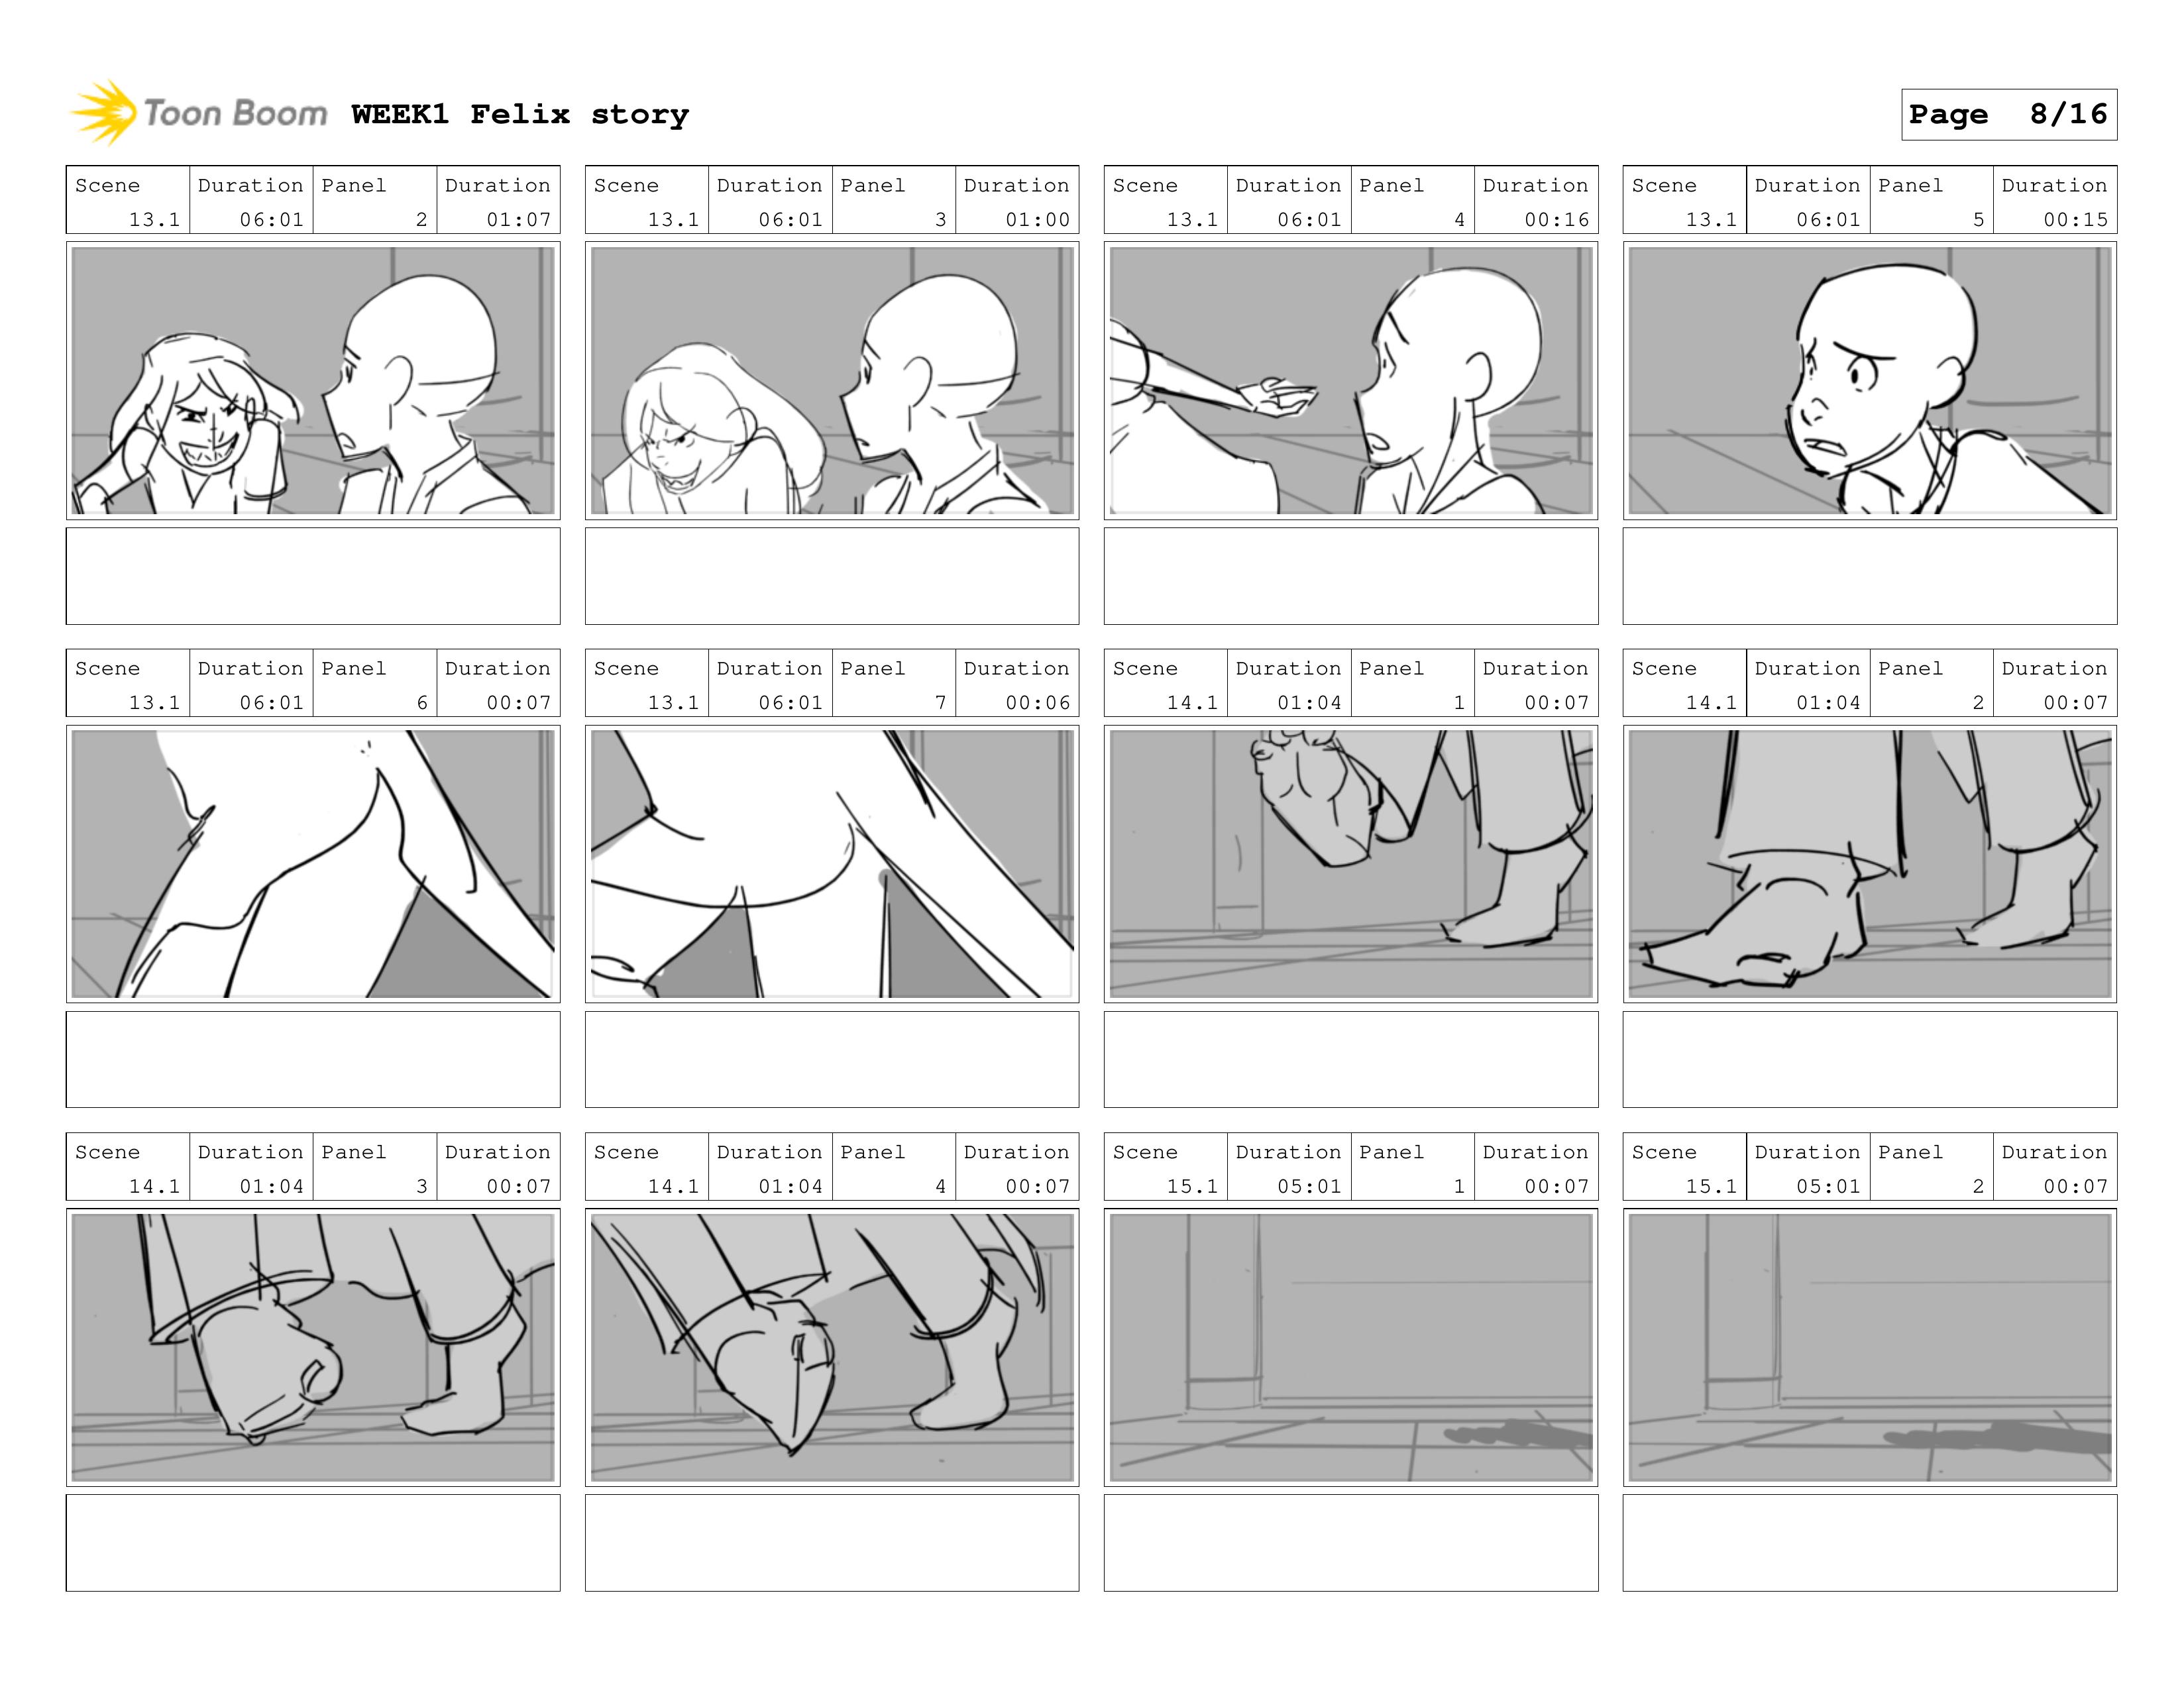 Toon Boom WEEK1 Felix story
Page 8/16
Scene Duration Panel Duration
13.1 06:01 2 01:07
Scene Duration Panel Duration
13.1 06:01 3 01:00
Scene Duration Panel Duration
13.1 06:01 4 00:16
Scene Duration Panel Duration
13.1 06:01 5 00:15
Scene Duration Panel Duration
13.1 06:01 6 00:07
Scene Duration Panel Duration
13.1 06:01 7 00:06
Scene Duration Panel Duration
14.1 01:04 1 00:07
Scene Duration Panel Duration
14.1 01:04 2 00:07
Scene Duration Panel Duration
14.1 01:04 3 00:07
Scene Duration Panel Duration
14.1 01:04 4 00:07
Scene Duration Panel Duration
15.1 05:01 1 00:07
Scene Duration Panel Duration
15.1 05:01 2 00:07